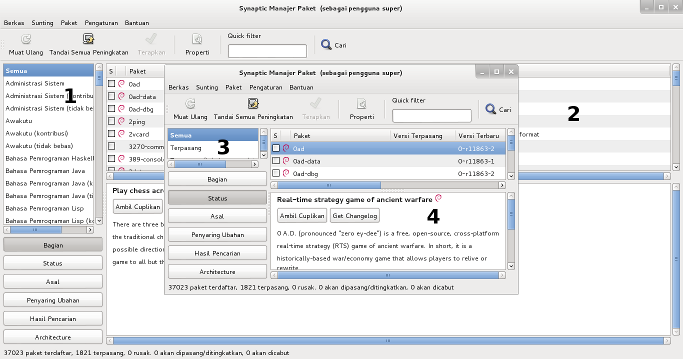 Synaptic Manajer Paket (sebagai pengguna super)
Berkas Sunting Paket Pengaturan Bantuan
Muat Ulang Tandai Semua Peningkatan Terapkan Properti Quick filter Cari
Semua
Administrasi Sistem
Administrasi Sistem (kontribu
Administrasi Sistem (tidak be
Awakutu
Awakutu (kontribusi)
Awakutu (tidak bebas)
Bahasa Pemrograman Haskell
Bahasa Pemrograman Java
Bahasa Pemrograman Java (k
Bahasa Pemrograman Java (ti
Bahasa Pemrograman Lisp
Bahasa Pemrograman Lisp (ko
1
Bagian
Status
Asal
Penyaring Ubahan
Hasil Pencarian
Architecture
S Paket
0ad
0ad-data
0ad-dbg
2ping
2vcard
3270-comm
389-consol
format
2
Play chess acro
Ambil Cuplikan
There are three t
the traditional ch
possible direction
game to all but th
37023 paket terdaftar, 1821 terpasang, 0 rusak. 0 akan dipasang/ditingkatkan, 0 akan dicabut
Synaptic Manajer Paket (sebagai pengguna super)
Berkas Sunting Paket Pengaturan Bantuan
Muat Ulang Tandai Semua Peningkatan Terapkan Properti Quick filter Cari
Semua
Terpasang
3
Bagian
Status
Asal
Penyaring Ubahan
Hasil Pencarian
Architecture
S Paket Versi Terpasang Versi Terbaru
0ad 0~r11863-2
0ad-data 0~r11863-1
0ad-dbg 0~r11863-2
Real-time strategy game of ancient warfare
Ambil Cuplikan Get Changelog
4
0 A.D. (pronounced "zero ey-dee") is a free, open-source, cross-platform
real-time strategy (RTS) game of ancient warfare. In short, it is a
historically-based war/economy game that allows players to relive or
rewrite
37023 paket terdaftar, 1821 terpasang, 0 rusak. 0 akan dipasang/ditingkatkan, 0 akan dicabut